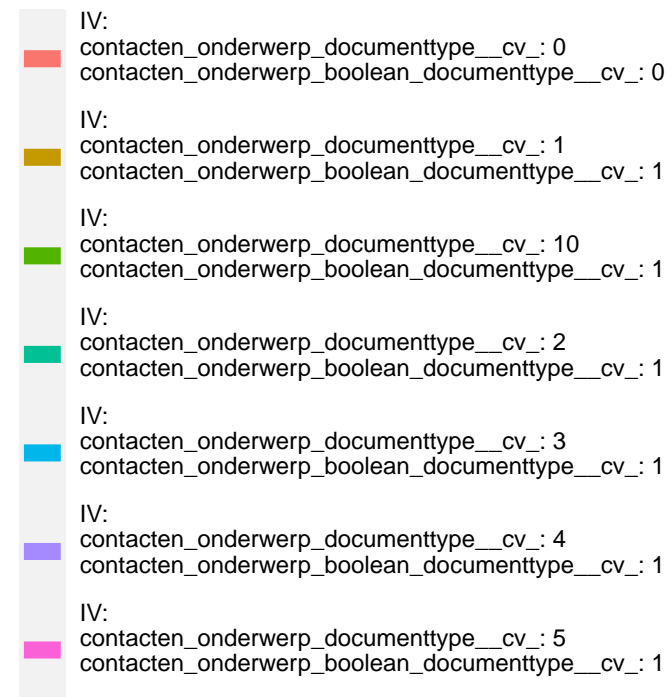 IV:
contacten_onderwerp_documenttype__cv_: 0
contacten_onderwerp_boolean_documenttype__cv_: 0
IV:
contacten_onderwerp_documenttype__cv_: 1
contacten_onderwerp_boolean_documenttype__cv_: 1
IV:
contacten_onderwerp_documenttype__cv_: 10
contacten_onderwerp_boolean_documenttype__cv_: 1
IV:
contacten_onderwerp_documenttype__cv_: 2
contacten_onderwerp_boolean_documenttype__cv_: 1
IV:
contacten_onderwerp_documenttype__cv_: 3
contacten_onderwerp_boolean_documenttype__cv_: 1
IV:
contacten_onderwerp_documenttype__cv_: 4
contacten_onderwerp_boolean_documenttype__cv_: 1
IV:
contacten_onderwerp_documenttype__cv_: 5
contacten_onderwerp_boolean_documenttype__cv_: 1